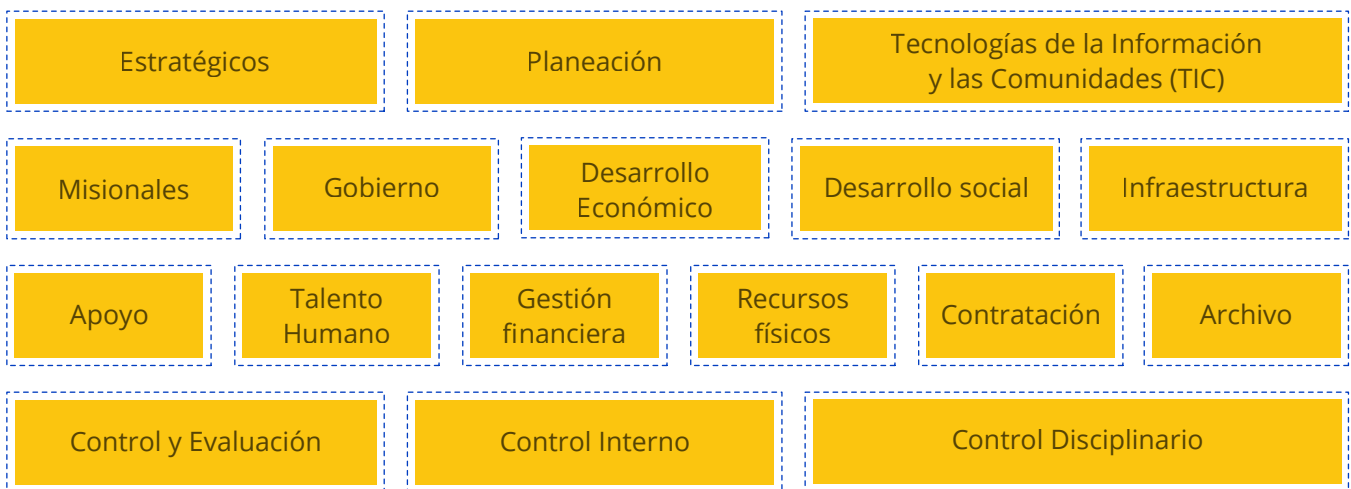 Estratégicos
Planeación
Tecnologías de la Información
y las Comunidades (TIC)
Misionales
Gobierno
Desarrollo
Económico
Desarrollo social
Infraestructura
Apoyo
Talento
Humano
Gestión
financiera
Recursos
físicos
Contratación
Archivo
Control y Evaluación
Control Interno
Control Disciplinario